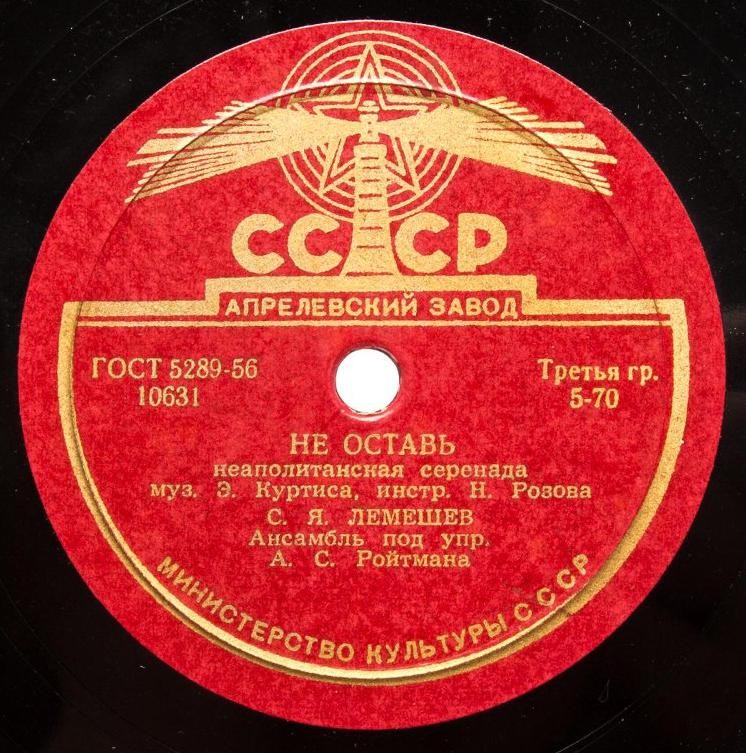 СССР
АПРЕЛЕВСКИЙ ЗАВОД
ГОСТ 5289-56
10631
Третья гр.
5-70
НЕ ОСТАВЬ
неаполитанская серенада
муз. Э. Куртиса, инстр. Н. Розова
С. Я. ЛЕМЕШЕВ
Ансамбль под упр.
А. С. Ройтмана
МИНИСТЕРСТВО КУЛЬТУРЫ СССР